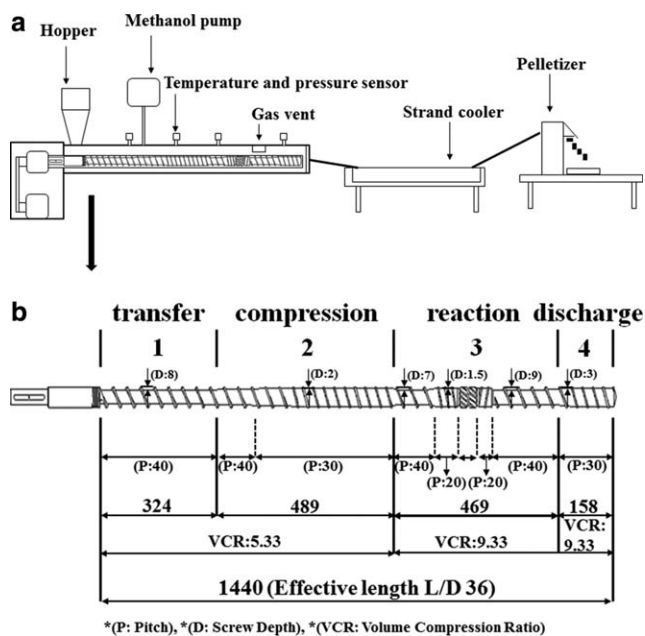 a
Hopper
Methanol pump
Temperature and pressure sensor
Gas vent
Strand cooler
Pelletizer
b
transfer compression reaction discharge
1 2 3 4
(D:8) (D:2) (D:7) (D:1.5) (D:9) (D:3)
(P:40) (P:40) (P:30) (P:40) (P:40) (P:30)
(P:20) (P:20)
324 489 469 158
VCR:5.33 VCR:9.33 VCR:
9.33
1440 (Effective length L/D 36)
*(P: Pitch), *(D: Screw Depth), *(VCR: Volume Compression Ratio)